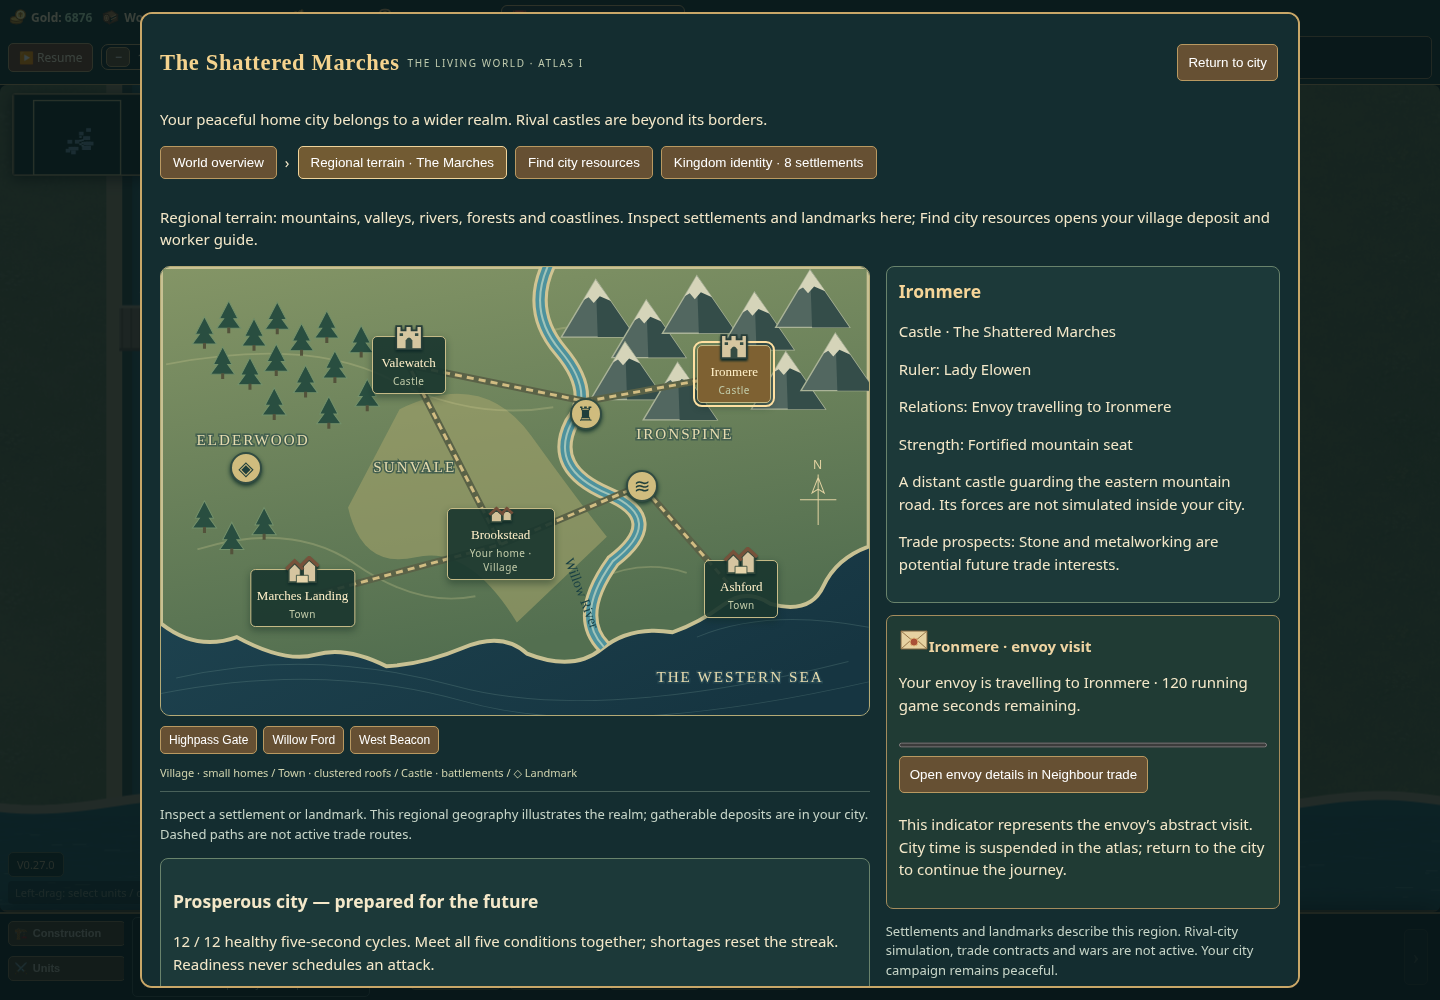 Gold: 6876
Resume
V0.27.0
Left-drag: select units /
Construction
Units
The Shattered Marches THE LIVING WORLD · ATLAS I
Return to city
Your peaceful home city belongs to a wider realm. Rival castles are beyond its borders.
World overview › Regional terrain · The Marches Find city resources Kingdom identity · 8 settlements
Regional terrain: mountains, valleys, rivers, forests and coastlines. Inspect settlements and landmarks here; Find city resources opens your village deposit and
worker guide.
Valewatch
Castle
Ironmere
Castle
ELDERWOOD
IRONSPINE
SUNVALE
N
Brookstead
Your home ·
Village
Willow River
Marches Landing
Town
Ashford
Town
THE WESTERN SEA
Highpass Gate Willow Ford West Beacon
Village · small homes / Town · clustered roofs / Castle · battlements / ◇ Landmark
Inspect a settlement or landmark. This regional geography illustrates the realm; gatherable deposits are in your city.
Dashed paths are not active trade routes.
Prosperous city — prepared for the future
12 / 12 healthy five-second cycles. Meet all five conditions together; shortages reset the streak.
Readiness never schedules an attack.
Ironmere
Castle · The Shattered Marches
Ruler: Lady Elowen
Relations: Envoy travelling to Ironmere
Strength: Fortified mountain seat
A distant castle guarding the eastern mountain
road. Its forces are not simulated inside your city.
Trade prospects: Stone and metalworking are
potential future trade interests.
Ironmere · envoy visit
Your envoy is travelling to Ironmere · 120 running
game seconds remaining.
Open envoy details in Neighbour trade
This indicator represents the envoy’s abstract visit.
City time is suspended in the atlas; return to the city
to continue the journey.
Settlements and landmarks describe this region. Rival-city
simulation, trade contracts and wars are not active. Your city
campaign remains peaceful.